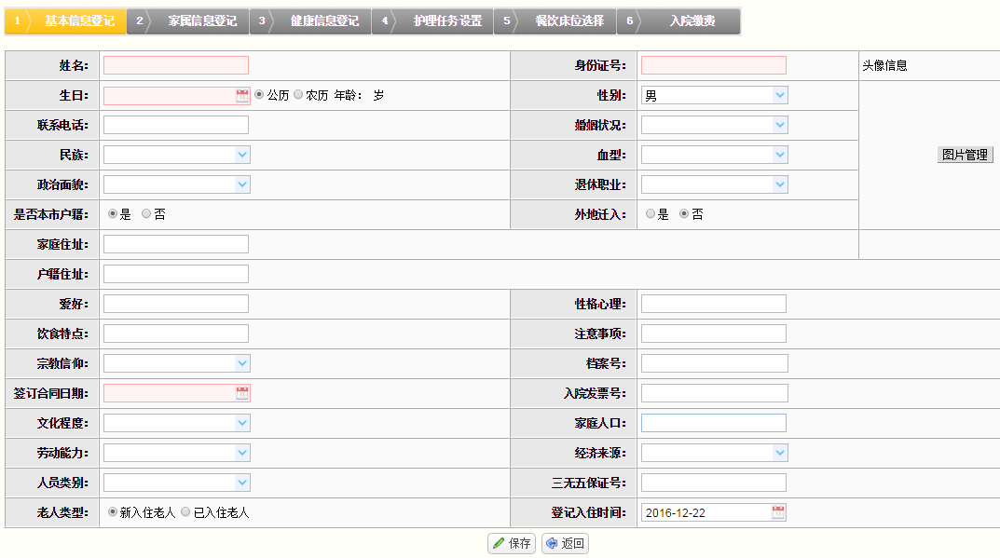 1 基本信息登记 2 家属信息登记 3 健康信息登记 4 护理任务设置 5 餐饮床位选择 6 入院缴费
姓名： 身份证号： 头像信息
生日： 公历 农历 年龄： 岁 性别： 男
联系电话： 婚姻状况：
民族： 血型： 图片管理
政治面貌： 退休职业：
是否本市户籍： 是 否 外地迁入： 是 否
家庭住址：
户籍住址：
爱好： 性格心理：
饮食特点： 注意事项：
宗教信仰： 档案号：
签订合同日期： 入院发票号：
文化程度： 家庭人口：
劳动能力： 经济来源：
人员类别： 三无五保证号：
老人类型： 新入住老人 已入住老人 登记入住时间： 2016-12-22
保存 返回